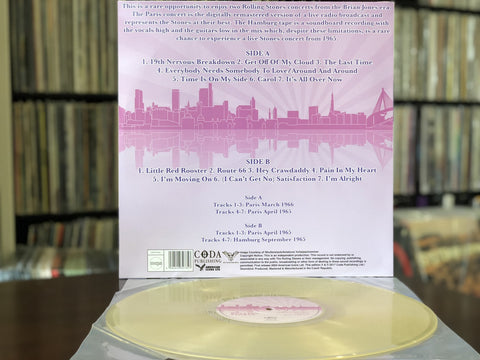 This is a rare opportunity to enjoy two Rolling Stones concerts from the Brian Jones era.
The Paris concert is the digitally remastered version of a live radio broadcast and
represents the Stones at their best. The Hamburg tape is a soundboard recording with
the vocals high and the guitars low in the mix which, despite these limitations, is a rare
chance to experience a live Stones concert from 1965
SIDE A
1. 19th Nervous Breakdown 2. Get Off Of My Cloud 3. The Last Time
4. Everybody Needs Somebody To Love/Around And Around
5. Time Is On My Side 6. Carol 7. It's All Over Now
SIDE B
1. Little Red Rooster 2. Route 66 3. Hey Crawdaddy 4. Pain In My Heart
5. I'm Moving On 6. (I Can't Get No) Satisfaction 7. I'm Alright
Side A
Tracks 1-3: Paris March 1966
Tracks 4-7: Paris April 1965
Side B
Tracks 1-3: Paris April 1965
Tracks 4-7: Hamburg September 1965
CODA
PUBLISHING